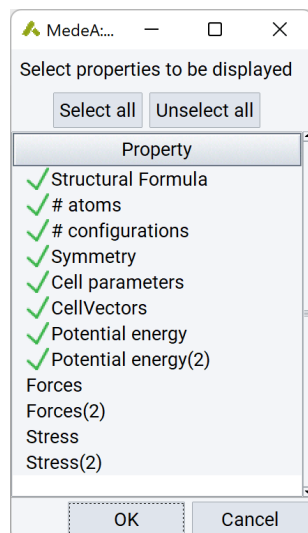 MedeA:...
Select properties to be displayed
Select all Unselect all
Property
Structural Formula
# atoms
# configurations
Symmetry
Cell parameters
CellVectors
Potential energy
Potential energy(2)
Forces
Forces(2)
Stress
Stress(2)
OK Cancel